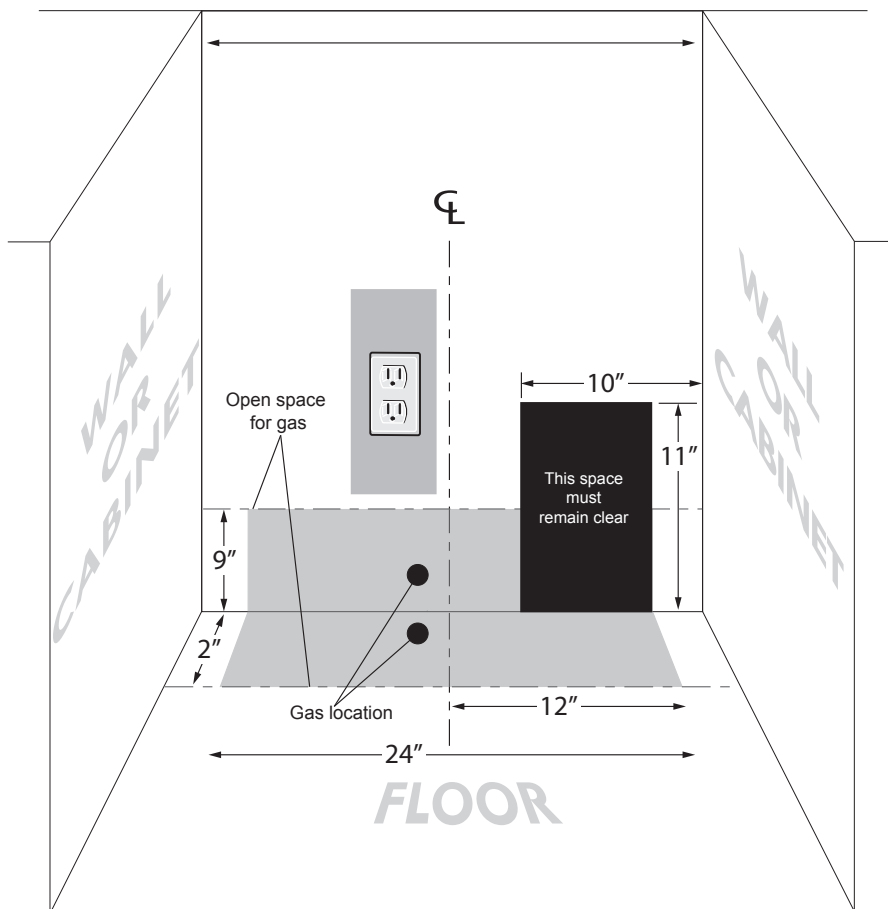 ℄
WALL
OR
CABINET
WALL
OR
CABINET
10”
Open space
for gas
11”
This space
must
remain clear
9”
2”
Gas location
12”
24”
FLOOR